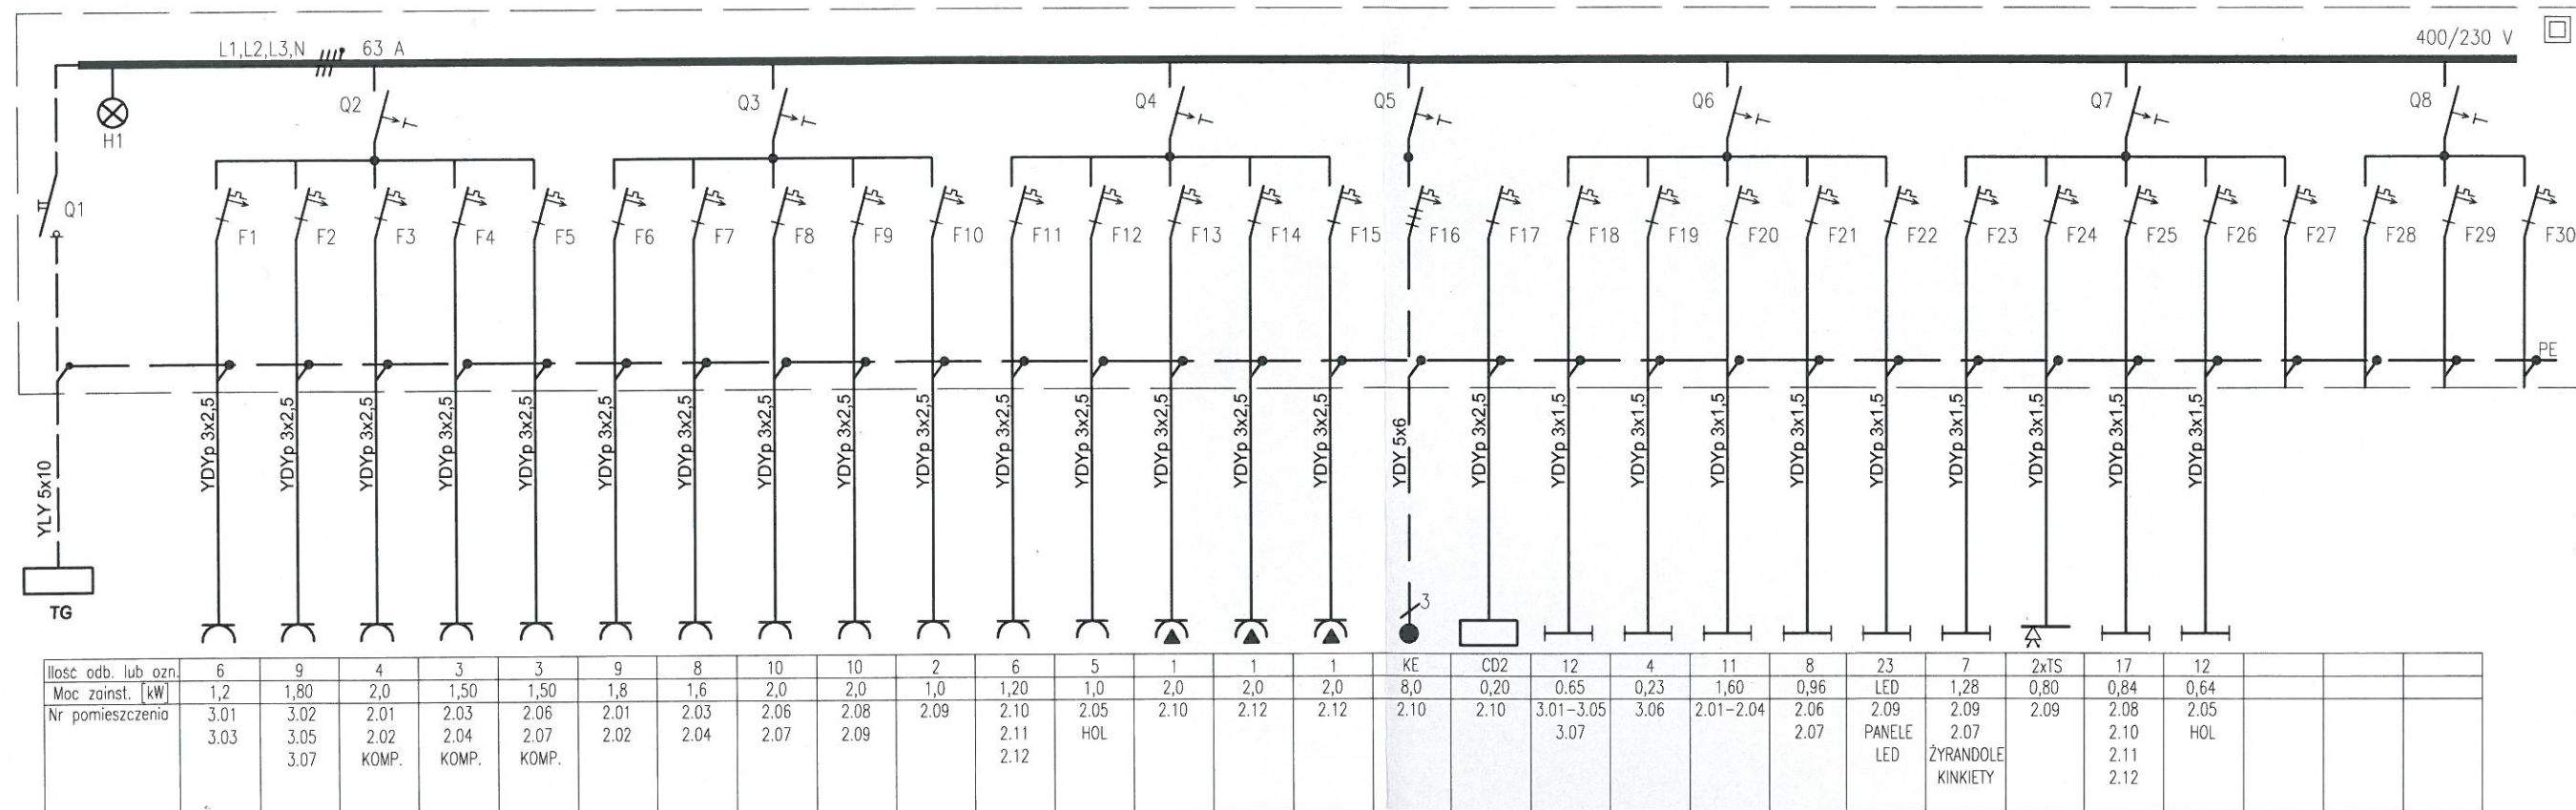 L1,L2,L3,N 63 A 400/230 V
H1 Q2 Q3 Q4 Q5 Q6 Q7 Q8
Q1 F1 F2 F3 F4 F5 F6 F7 F8 F9 F10 F11 F12 F13 F14 F15 F16 F17 F18 F19 F20 F21 F22 F23 F24 F25 F26 F27 F28 F29 F30
PE
YLY 5x10 YDYp 3x2,5 YDYp 3x2,5 YDYp 3x2,5 YDYp 3x2,5 YDYp 3x2,5 YDYp 3x2,5 YDYp 3x2,5 YDYp 3x2,5 YDYp 3x2,5 YDYp 3x2,5 YDYp 3x2,5 YDYp 3x2,5 YDYp 3x2,5 YDYp 3x2,5 YDYp 3x2,5 YDY 5x6 YDYp 3x2,5 YDYp 3x1,5 YDYp 3x1,5 YDYp 3x1,5 YDYp 3x1,5 YDYp 3x1,5 YDYp 3x1,5 YDYp 3x1,5 YDYp 3x1,5 YDYp 3x1,5
TG 3
Ilość odb. lub ozn. 6 9 4 3 3 9 8 10 10 2 6 5 1 1 1 KE CD2 12 4 11 8 23 7 2xTS 17 12
Moc zainst. [kW] 1,2 1,80 2,0 1,50 1,50 1,8 1,6 2,0 2,0 1,0 1,20 1,0 2,0 2,0 2,0 8,0 0,20 0.65 0,23 1,60 0,96 LED 1,28 0,80 0,84 0,64
Nr pomieszczenia 3.01 3.02 2.01 2.03 2.06 2.01 2.03 2.06 2.08 2.09 2.10 2.05 2.10 2.12 2.12 2.10 2.10 3.01-3.05 3.06 2.01-2.04 2.06 2.09 2.09 2.09 2.08 2.05
3.03 3.05 2.02 2.04 2.07 2.02 2.04 2.07 2.09 2.11 HOL 3.07 2.07 PANELE 2.07 2.10 HOL
3.07 KOMP. KOMP. KOMP. 2.12 LED ŻYRANDOLE 2.11
KINKIETY 2.12